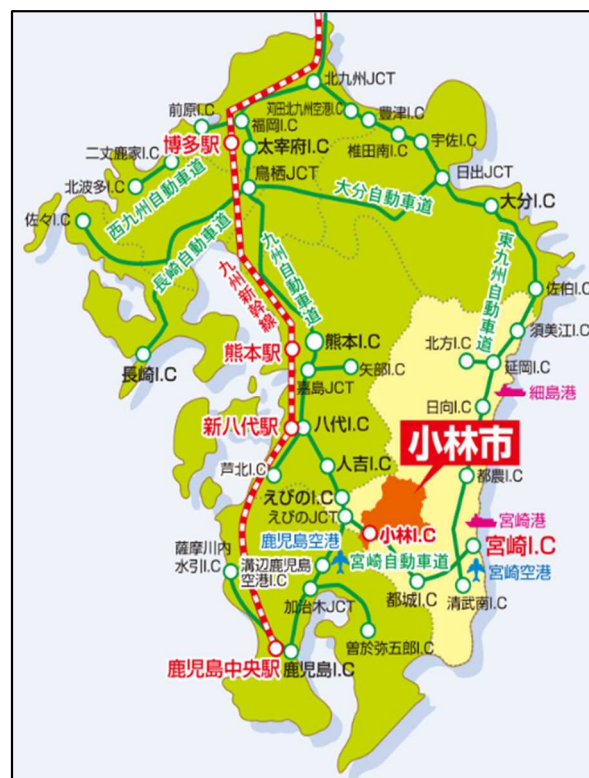 北九州JCT
前原I.C
苅田北九州空港I.C
福岡I.C
豊津I.C
二丈鹿家I.C
博多駅
太宰府I.C
椎田南I.C
宇佐I.C
北波多I.C
鳥栖JCT
日出JCT
佐々I.C
西九州自動車道
大分自動車道
大分I.C
長崎自動車道
九州自動車道
東九州自動車道
九州新幹線
佐伯I.C
熊本I.C
須美江I.C
長崎I.C
熊本駅
矢部I.C
北方I.C
延岡I.C
嘉島JCT
細島港
日向I.C
新八代駅
八代I.C
小林市
芦北I.C
人吉I.C
都農I.C
えびのI.C
えびのJCT
宮崎港
小林I.C
薩摩川内
水引I.C
鹿児島空港
宮崎I.C
溝辺鹿児島
空港I.C
宮崎自動車道
宮崎空港
加治木JCT
都城I.C
清武南I.C
曽於弥五郎I.C
鹿児島中央駅
鹿児島I.C